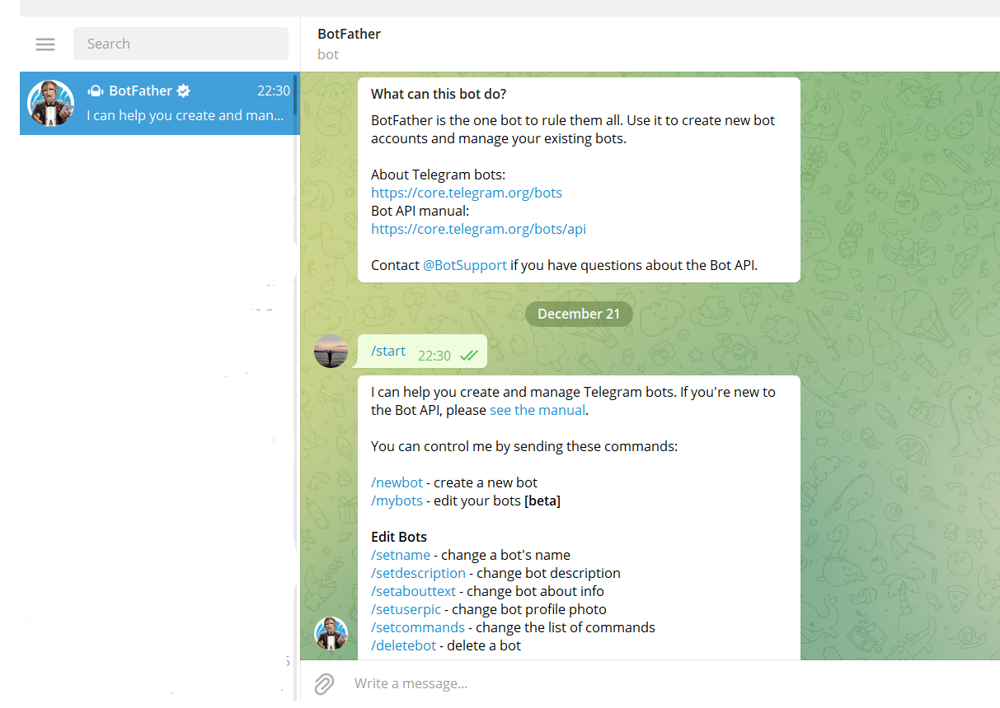 Search
BotFather
22:30
I can help you create and man...
BotFather
bot
What can this bot do?
BotFather is the one bot to rule them all. Use it to create new bot
accounts and manage your existing bots.
About Telegram bots:
https://core.telegram.org/bots
Bot API manual:
https://core.telegram.org/bots/api
Contact @BotSupport if you have questions about the Bot API.
December 21
/start
22:30
I can help you create and manage Telegram bots. If you're new to
the Bot API, please see the manual.
You can control me by sending these commands:
/newbot - create a new bot
/mybots - edit your bots [beta]
Edit Bots
/setname - change a bot's name
/setdescription - change bot description
/setabouttext - change bot about info
/setuserpic - change bot profile photo
/setcommands - change the list of commands
/deletebot - delete a bot
Write a message...